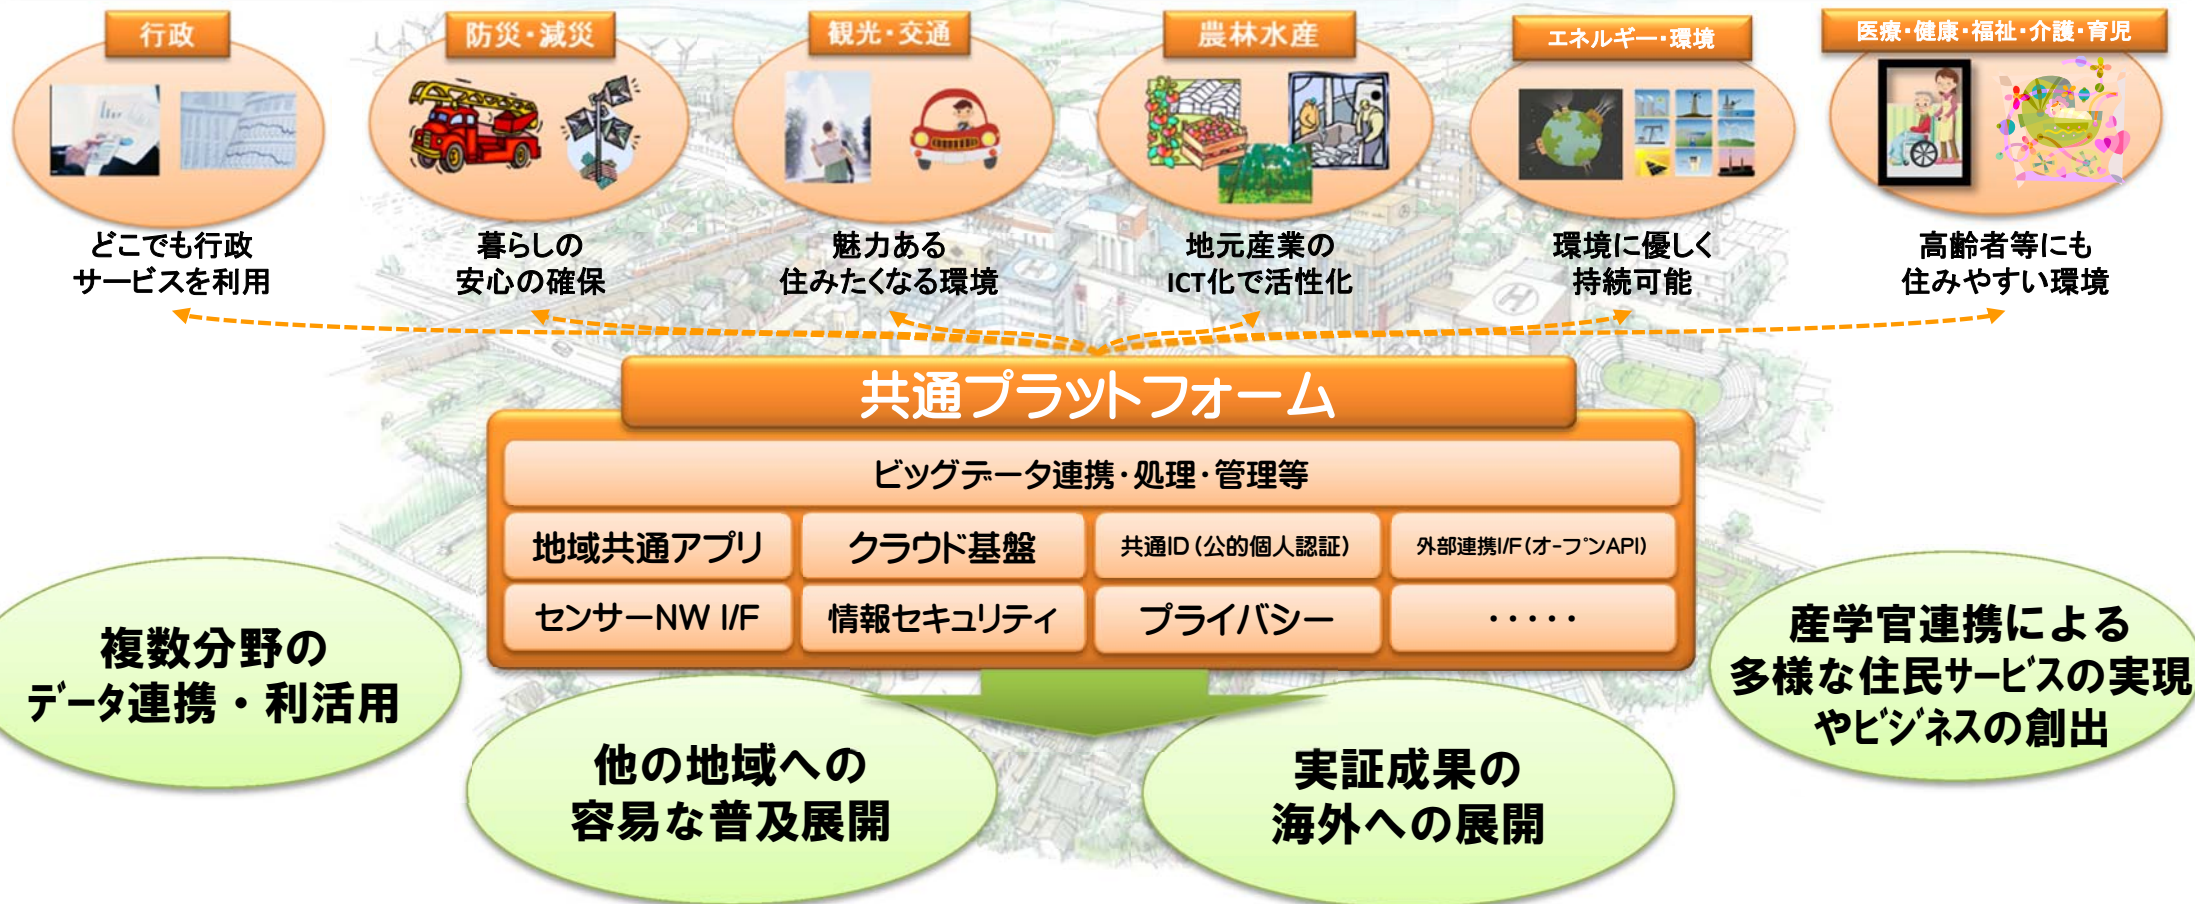 行政
防災・減災
観光・交通
農林水産
エネルギー・環境
医療・健康・福祉・介護・育児
どこでも行政
サービスを利用
暮らしの
安心の確保
魅力ある
住みたくなる環境
地元産業の
ICT化で活性化
環境に優しく
持続可能
高齢者等にも
住みやすい環境
共通プラットフォーム
ビッグデータ連携・処理・管理等
地域共通アプリ
クラウド基盤
共通ID（公的個人認証）
外部連携I/F（ｵｰﾌﾟﾝAPI）
センサーNW I/F
情報セキュリティ
プライバシー
・・・・・
複数分野の
ﾃﾞｰﾀ連携・利活用
他の地域への
容易な普及展開
実証成果の
海外への展開
産学官連携による
多様な住民ｻｰﾋﾞｽの実現
やﾋﾞｼﾞﾈｽの創出